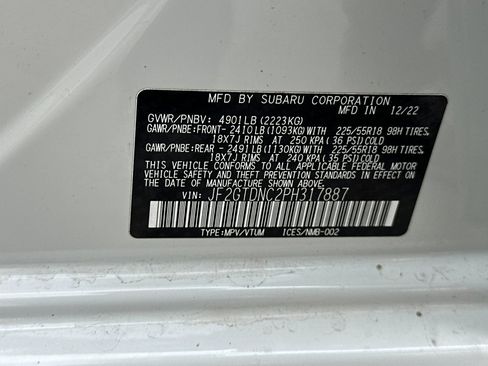 MFD BY SUBARU CORPORATION
MFD IN 12/22
GVWR/PNBV: 4901LB(2223KG)
GAWR/PNBE:FRONT- 2410LB(1093KG)WITH 225/55R18 98H TIRES,
18X7J RIMS AT 250 KPA(36 PSI)COLD
GAWR/PNBE:REAR - 2491LB(1130KG)WITH 225/55R18 98H TIRES,
18X7J RIMS AT 240 KPA(35 PSI)COLD
THIS VEHICLE CONFORMS TO ALL APPLICABLE FEDERAL MOTOR
VEHICLE SAFETY AND THEFT PREVENTION STANDARDS IN EFFECT
ON THE DATE OF MANUFACTURE SHOWN ABOVE.
VIN: JF2GTDNC2PH317887
TYPE:MPV/VTUM ICES/NMB-002